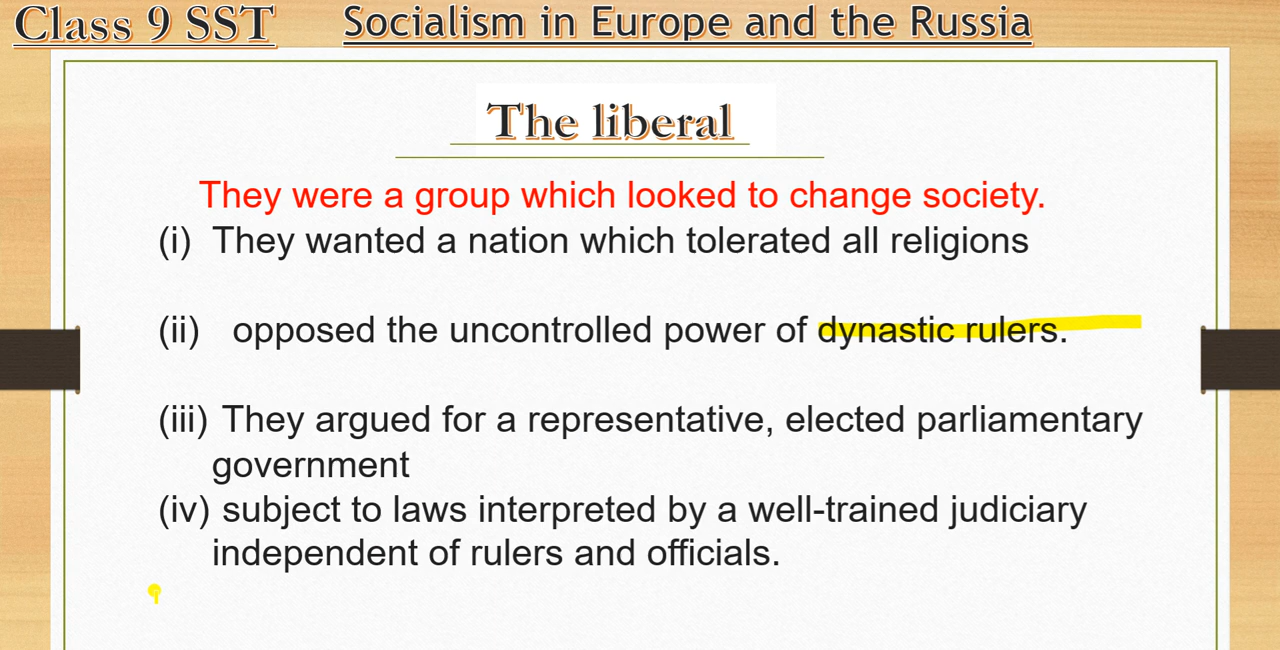 Class 9 SST Socialism in Europe and the Russia
The liberal
They were a group which looked to change society.
(i) They wanted a nation which tolerated all religions
(ii) opposed the uncontrolled power of dynastic rulers.
(iii) They argued for a representative, elected parliamentary
government
(iv) subject to laws interpreted by a well-trained judiciary
independent of rulers and officials.